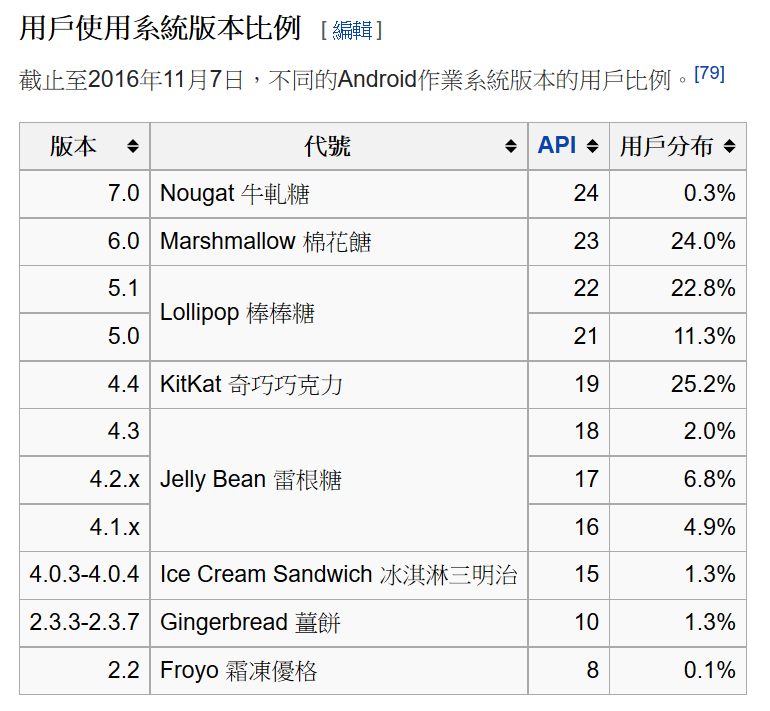 用戶使用系統版本比例 [編輯]
截止至2016年11月7日，不同的Android作業系統版本的用戶比例。[79]
版本 代號 API 用戶分布
7.0 Nougat 牛軋糖 24 0.3%
6.0 Marshmallow 棉花餹 23 24.0%
5.1 Lollipop 棒棒糖 22 22.8%
5.0 21 11.3%
4.4 KitKat 奇巧巧克力 19 25.2%
4.3 Jelly Bean 雷根糖 18 2.0%
4.2.x 17 6.8%
4.1.x 16 4.9%
4.0.3-4.0.4 Ice Cream Sandwich 冰淇淋三明治 15 1.3%
2.3.3-2.3.7 Gingerbread 薑餅 10 1.3%
2.2 Froyo 霜凍優格 8 0.1%